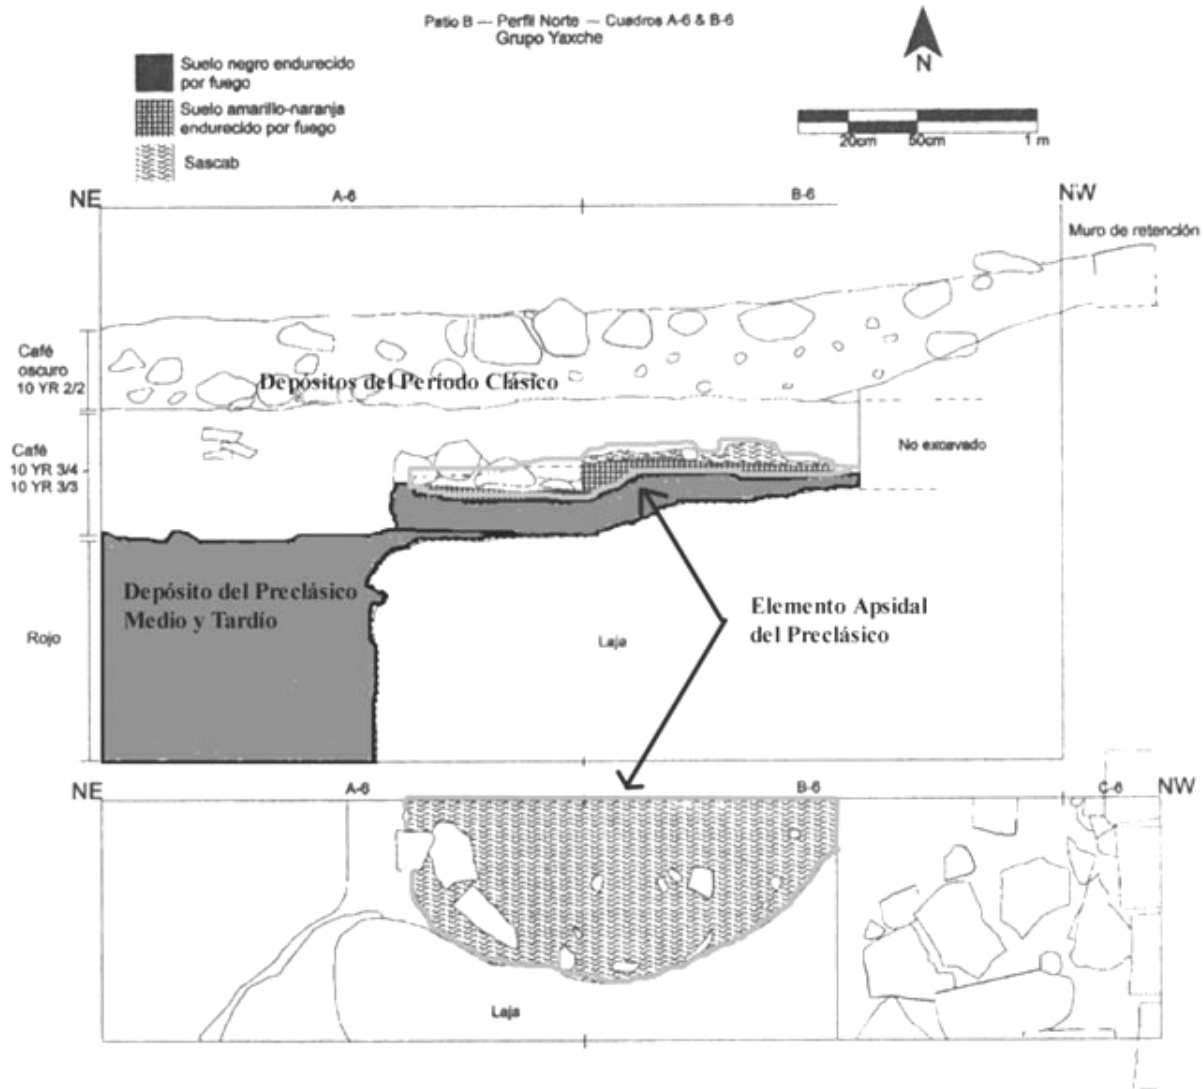 Patio B — Perfil Norte — Cuadros A-6 & B-6
Grupo Yaxche
N
Suelo negro endurecido
por fuego
Suelo amarillo-naranja
endurecido por fuego
Sascab
20cm
50cm
1 m
NE
A-6
B-6
NW
Muro de retención
Café
oscuro
10 YR 2/2
Depósitos del Período Clásico
Café
10 YR 3/4
10 YR 3/3
No excavado
Depósito del Preclásico
Medio y Tardío
Elemento Apsidal
del Preclásico
Rojo
Laja
NE
A-6
B-6
C-6
NW
Laja